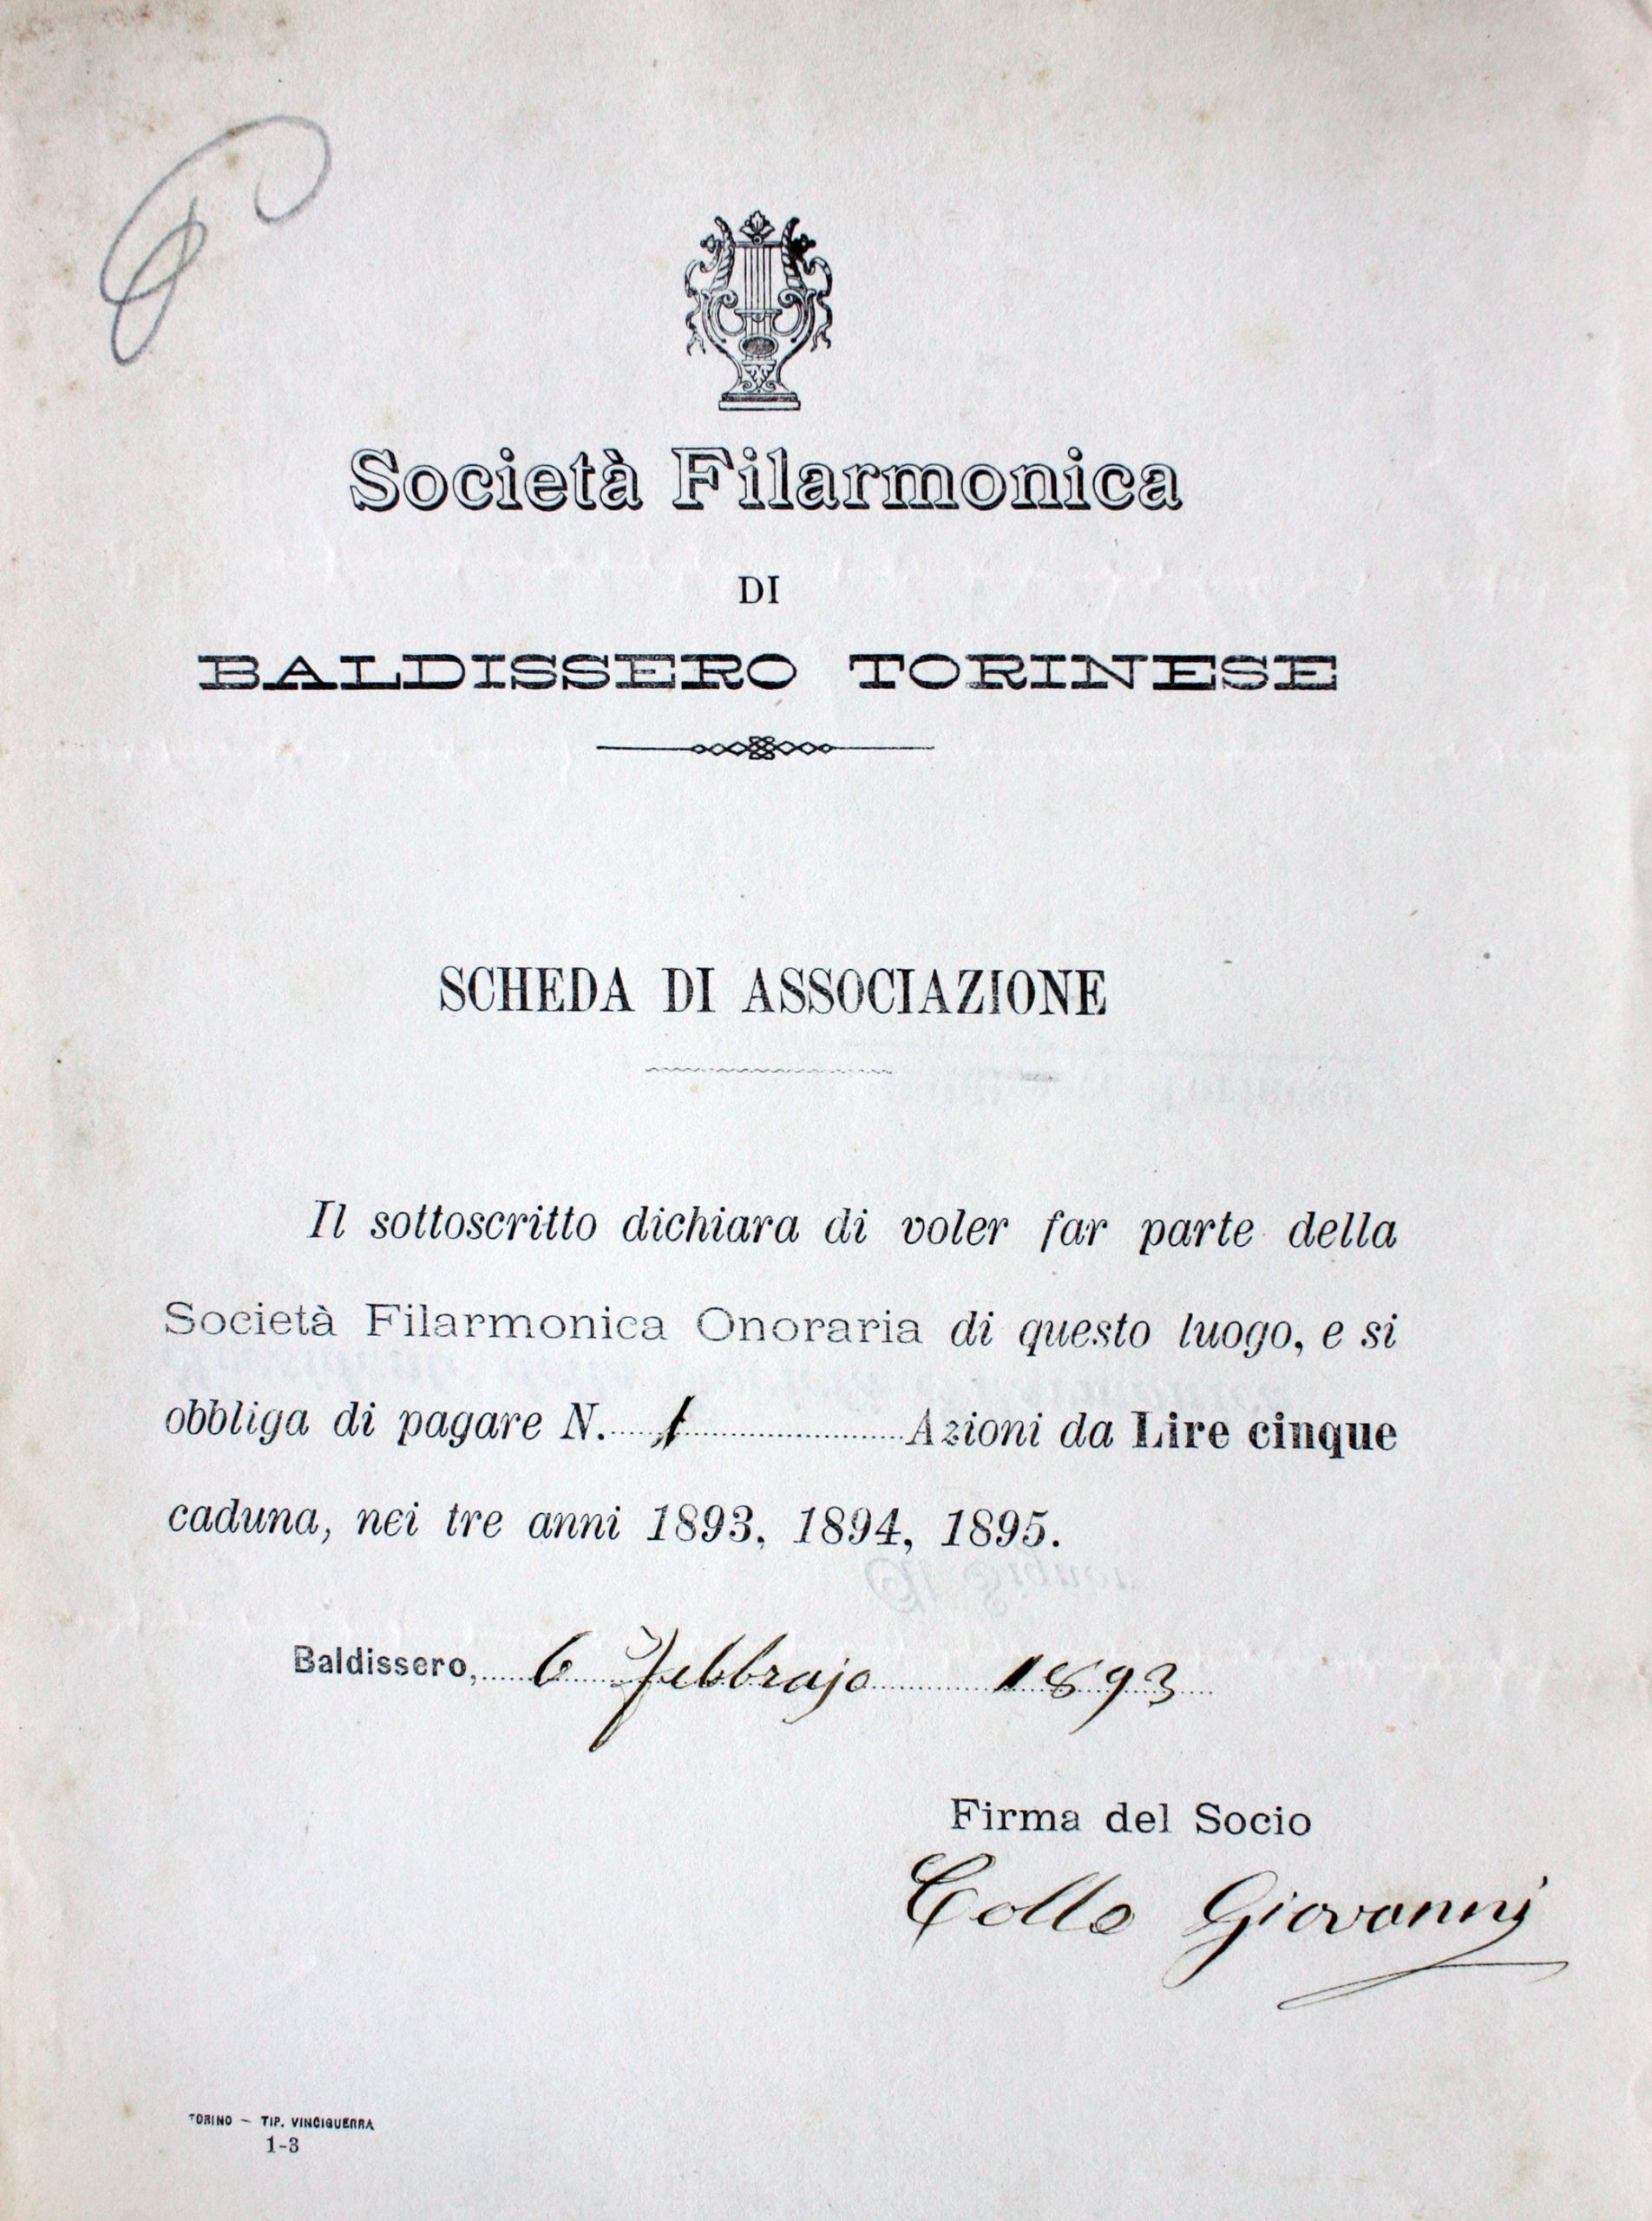 Società Filarmonica
DI
BALDISSERO TORINESE
SCHEDA DI ASSOCIAZIONE
Il sottoscritto dichiara di voler far parte della
Società Filarmonica Onoraria di questo luogo, e si
obbliga di pagare N. 1 Azioni da Lire cinque
caduna, nei tre anni 1893, 1894, 1895.
Baldissero, 6 Febbrajo 1893
Firma del Socio
Collo Giovanni
TORINO - TIP. VINCIGUERRA
1-3